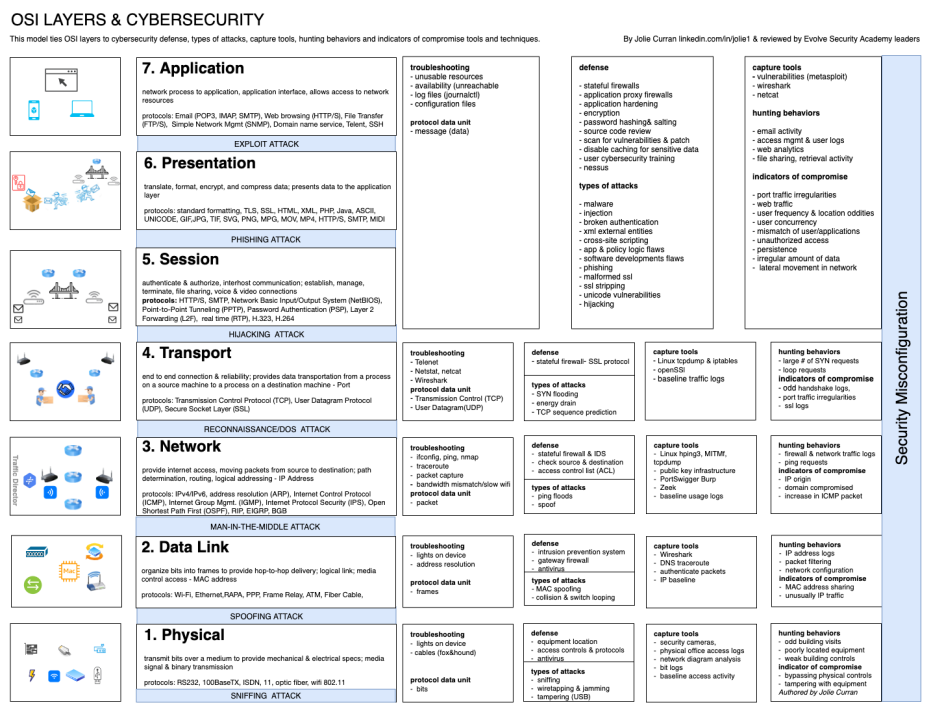 OSI LAYERS & CYBERSECURITY
This model ties OSI layers to cybersecurity defense, types of attacks, capture tools, hunting behaviors and indicators of compromise tools and techniques.
By Jolie Curran linkedin.com/in/jolie1 & reviewed by Evolve Security Academy leaders
7. Application
network process to application, application interface, allows access to network
resources
protocols: Email (POP3, IMAP, SMTP), Web browsing (HTTP/S), File Transfer
(FTP/S), Simple Network Mgmt (SNMP), Domain name service, Telent, SSH
EXPLOIT ATTACK
6. Presentation
translate, format, encrypt, and compress data; presents data to the application
layer
protocols: standard formatting, TLS, SSL, HTML, XML, PHP, Java, ASCII,
UNICODE, GIF,JPG, TIF, SVG, PNG, MPG, MOV, MP4, HTTP/S, SMTP, MIDI
PHISHING ATTACK
5. Session
authenticate & authorize, interhost communication; establish, manage,
terminate, file sharing, voice & video connections
protocols: HTTP/S, SMTP, Network Basic Input/Output System (NetBIOS),
Point-to-Point Tunneling (PPTP), Password Authentication (PSP), Layer 2
Forwarding (L2F), real time (RTP), H.323, H.264
HIJACKING ATTACK
troubleshooting
- unusable resources
- availability (unreachable
- log files (journalctl)
- configuration files
protocol data unit
- message (data)
defense
- stateful firewalls
- application proxy firewalls
- application hardening
- encryption
- password hashing& salting
- source code review
- scan for vulnerabilities & patch
- disable caching for sensitive data
- user cybersecurity training
- nessus
types of attacks
- malware
- injection
- broken authentication
- xml external entities
- cross-site scripting
- app & policy logic flaws
- software developments flaws
- phishing
- malformed ssl
- ssl stripping
- unicode vulnerabilities
- hijacking
capture tools
- vulnerabilities (metasploit)
- wireshark
- netcat
hunting behaviors
- email activity
- access mgmt & user logs
- web analytics
- file sharing, retrieval activity
indicators of compromise
- port traffic irregularities
- web traffic
- user frequency & location oddities
- user concurrency
- mismatch of user/applications
- unauthorized access
- persistence
- irregular amount of data
- lateral movement in network
Security Misconfiguration
4. Transport
end to end connection & reliability; provides data transportation from a process
on a source machine to a process on a destination machine - Port
protocols: Transmission Control Protocol (TCP), User Datagram Protocol
(UDP), Secure Socket Layer (SSL)
RECONNAISSANCE/DOS ATTACK
troubleshooting
- Telenet
- Netstat, netcat
- Wireshark
protocol data unit
- Transmission Control (TCP)
- User Datagram(UDP)
defense
- stateful firewall- SSL protocol
types of attacks
- SYN flooding
- energy drain
- TCP sequence prediction
capture tools
- Linux tcpdump & iptables
- openSSl
- baseline traffic logs
hunting behaviors
- large # of SYN requests
- loop requests
indicators of compromise
- odd handshake logs,
- port traffic irregularities
- ssl logs
Traffic Director
3. Network
provide internet access, moving packets from source to destination; path
determination, routing, logical addressing - IP Address
protocols: IPv4/IPv6, address resolution (ARP), Internet Control Protocol
(ICMP), Internet Group Mgmt. (IGMP), Internet Protocol Security (IPS), Open
Shortest Path First (OSPF), RIP, EIGRP, BGB
MAN-IN-THE-MIDDLE ATTACK
troubleshooting
- ifconfig, ping, nmap
- traceroute
- packet capture
- bandwidth mismatch/slow wifi
protocol data unit
- packet
defense
- stateful firewall & IDS
- check source & destination
- access control list (ACL)
types of attacks
- ping floods
- spoof
capture tools
- Linux hping3, MITMf,
tcpdump
- public key infrastructure
- PortSwigger Burp
- Zeek
- baseline usage logs
hunting behaviors
- firewall & network traffic logs
- ping requests
indicators of compromise
- IP origin
- domain compromised
- increase in ICMP packet
Mac
2. Data Link
organize bits into frames to provide hop-to-hop delivery; logical link; media
control access - MAC address
protocols: Wi-Fi, Ethernet,RAPA, PPP, Frame Relay, ATM, Fiber Cable,
SPOOFING ATTACK
troubleshooting
- lights on device
- address resolution
protocol data unit
- frames
defense
- intrusion prevention system
- gateway firewall
- antivirus
types of attacks
- MAC spoofing
- collision & switch looping
capture tools
- Wireshark
- DNS traceroute
- authenticate packets
- IP baseline
hunting behaviors
- IP address logs
- packet filtering
- network configuration
indicators of compromise
- MAC address sharing
- unusually IP traffic
1. Physical
transmit bits over a medium to provide mechanical & electrical specs; media
signal & binary transmission
protocols: RS232, 100BaseTX, ISDN, 11, optic fiber, wifi 802.11
SNIFFING ATTACK
troubleshooting
- lights on device
- cables (fox&hound)
protocol data unit
- bits
defense
- equipment location
- access controls & protocols
- antivirus
types of attacks
- sniffing
- wiretapping & jamming
- tampering (USB)
capture tools
- security cameras,
- physical office access logs
- network diagram analysis
- bit logs
- baseline access activity
hunting behaviors
- odd building visits
- poorly located equipment
- weak building controls
indicator of compromise
- bypassing physical controls
- tampering with equipment
Authored by Jolie Curran